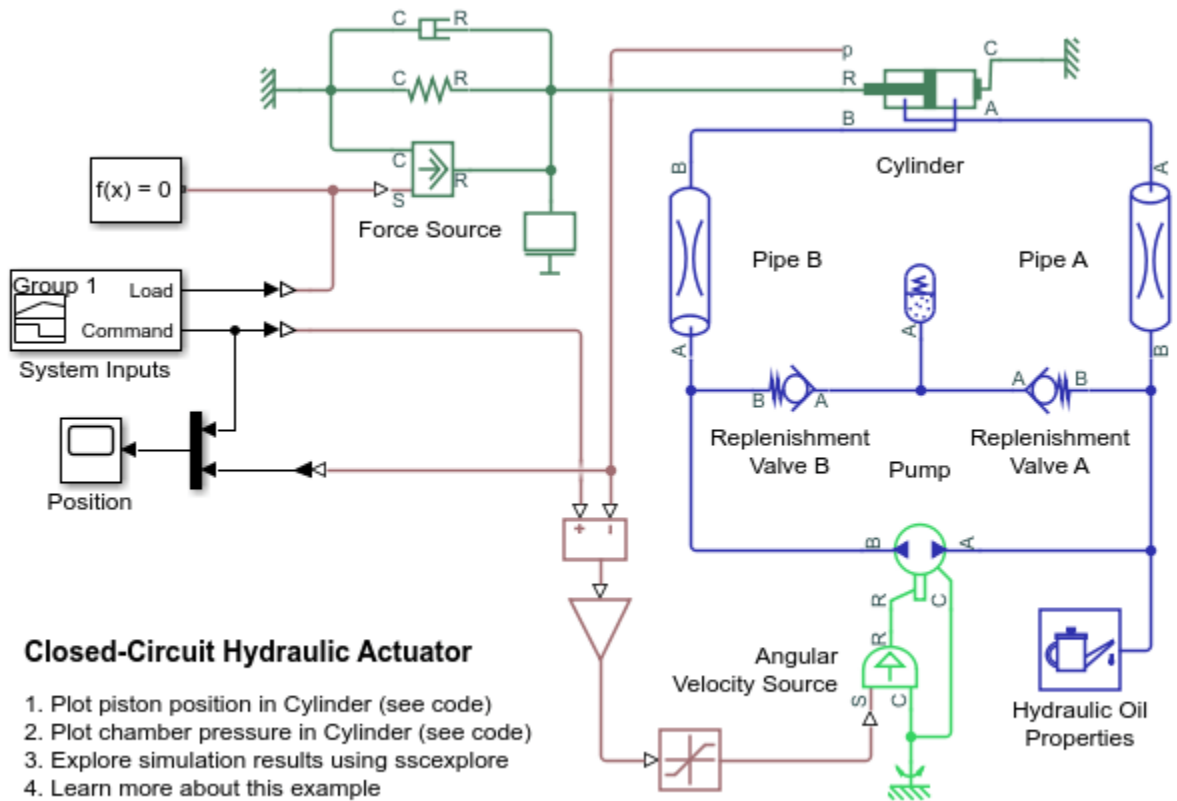 C R
p
C
C R
R
B
A
C
Cylinder
B
A
f(x) = 0
R
S
Force Source
Pipe B
Pipe A
Group 1
Load
Command
System Inputs
A
A
B
B A
A B
Replenishment
Valve B
Replenishment
Valve A
Pump
Position
+ -
B
A
R
C
R
Closed-Circuit Hydraulic Actuator
Angular
Velocity Source
S
C
Hydraulic Oil
Properties
1. Plot piston position in Cylinder (see code)
2. Plot chamber pressure in Cylinder (see code)
3. Explore simulation results using sscexplore
4. Learn more about this example